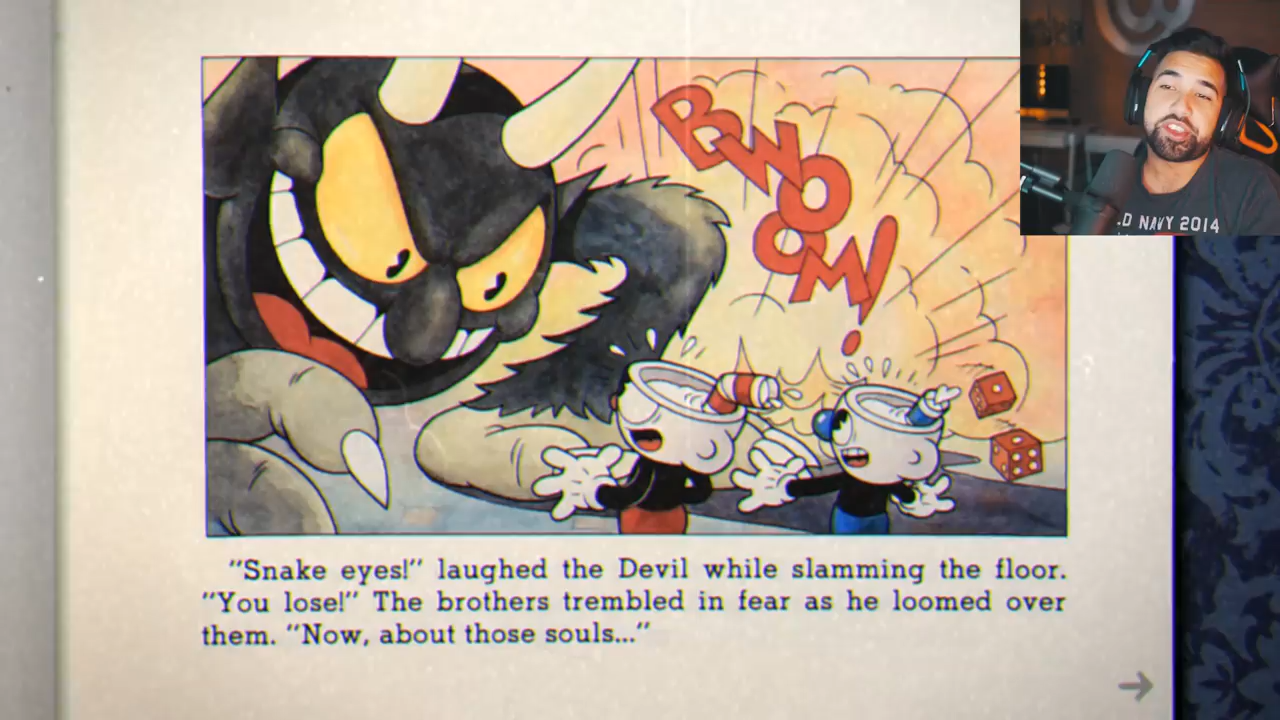 BWOOM!
.D NAVY 2014
"Snake eyes!" laughed the Devil while slamming the floor.
"You lose!" The brothers trembled in fear as he loomed over
them. "Now, about those souls..."